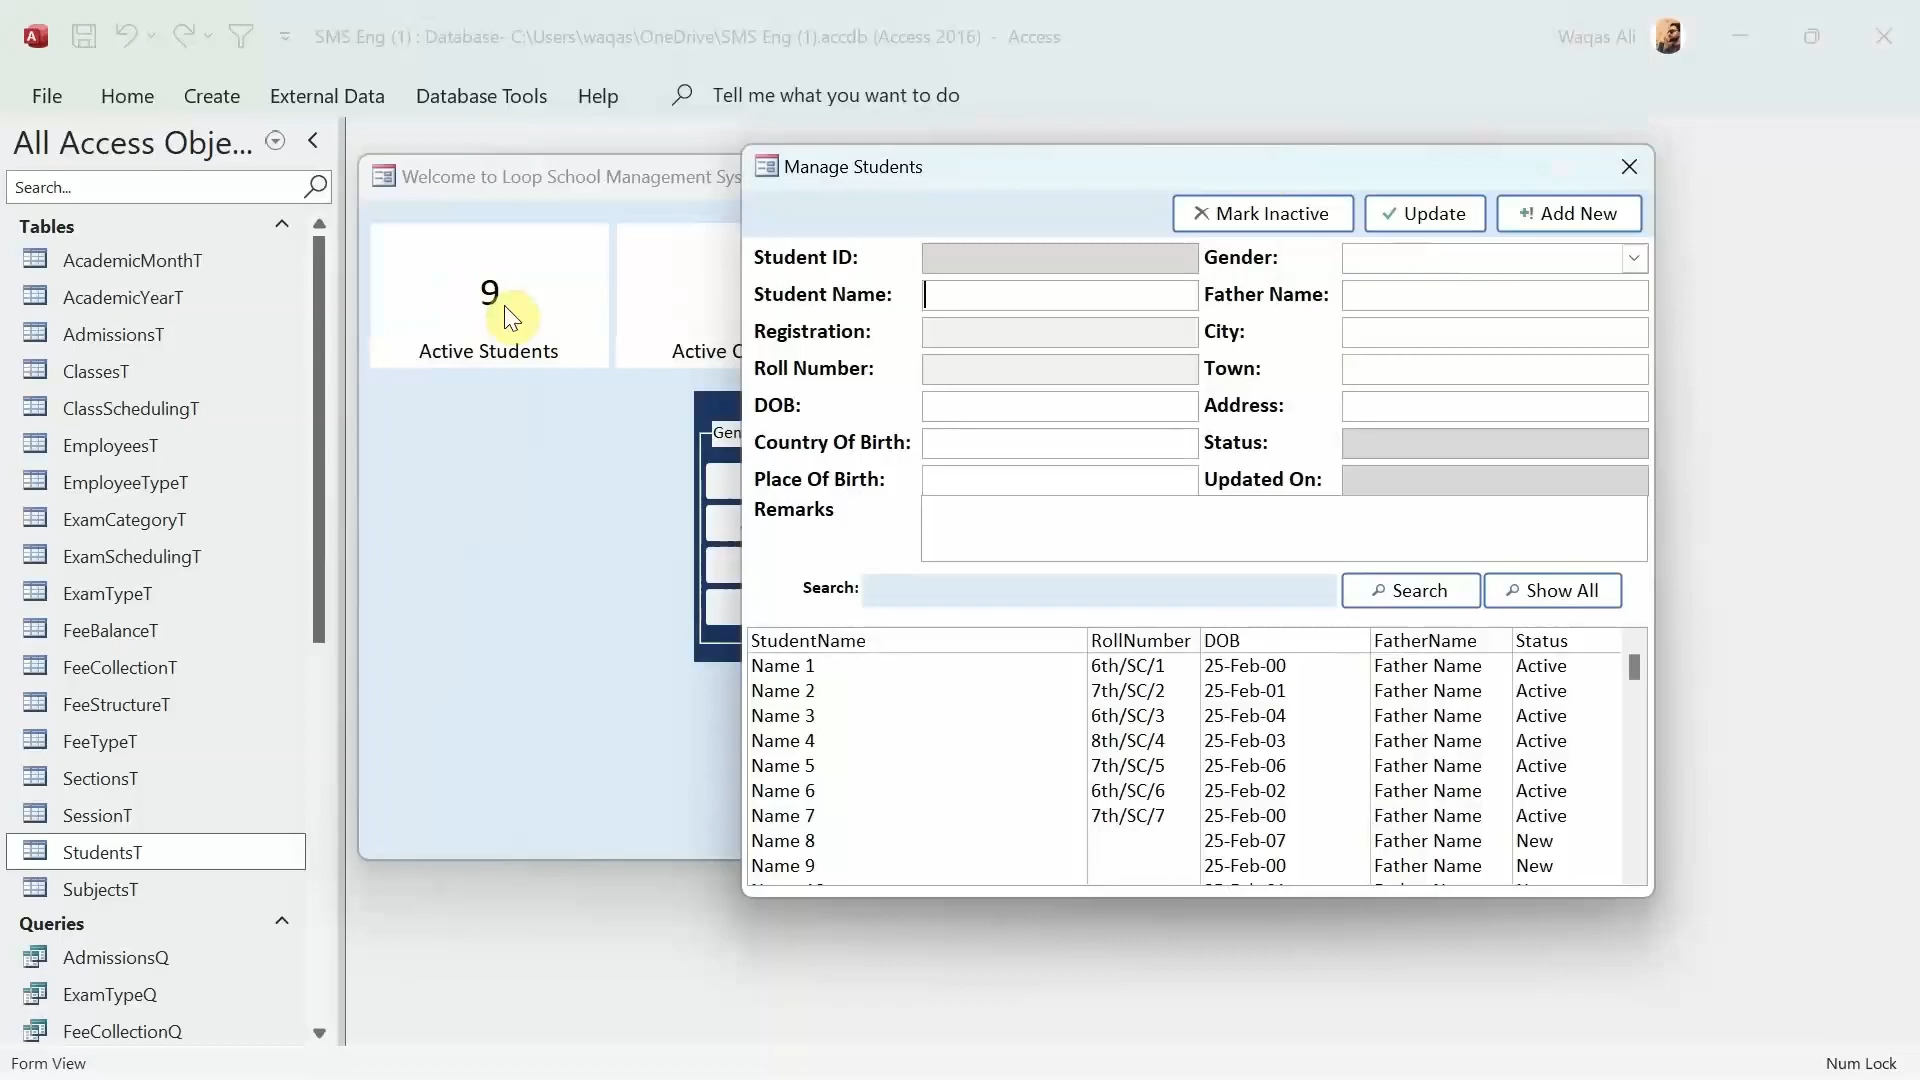 SMS Eng (1) : Database- C:\Users\waqas\OneDrive\SMS Eng (1).accdb (Access 2016) - Access
Waqas Ali
File Home Create External Data Database Tools Help Tell me what you want to do
All Access Obje...
Search...
Tables
AcademicMonthT
AcademicYearT
AdmissionsT
ClassesT
ClassSchedulingT
EmployeesT
EmployeeTypeT
ExamCategoryT
ExamSchedulingT
ExamTypeT
FeeBalanceT
FeeCollectionT
FeeStructureT
FeeTypeT
SectionsT
SessionT
StudentsT
SubjectsT
Queries
AdmissionsQ
ExamTypeQ
FeeCollectionQ
Welcome to Loop School Management Sys
9
Active Students
Active C
Gen
Manage Students
Mark Inactive Update Add New
Student ID: Gender:
Student Name: Father Name:
Registration: City:
Roll Number: Town:
DOB: Address:
Country Of Birth: Status:
Place Of Birth: Updated On:
Remarks
Search: Search Show All
StudentName RollNumber DOB FatherName Status
Name 1 6th/SC/1 25-Feb-00 Father Name Active
Name 2 7th/SC/2 25-Feb-01 Father Name Active
Name 3 6th/SC/3 25-Feb-04 Father Name Active
Name 4 8th/SC/4 25-Feb-03 Father Name Active
Name 5 7th/SC/5 25-Feb-06 Father Name Active
Name 6 6th/SC/6 25-Feb-02 Father Name Active
Name 7 7th/SC/7 25-Feb-00 Father Name Active
Name 8 25-Feb-07 Father Name New
Name 9 25-Feb-00 Father Name New
Form View
Num Lock